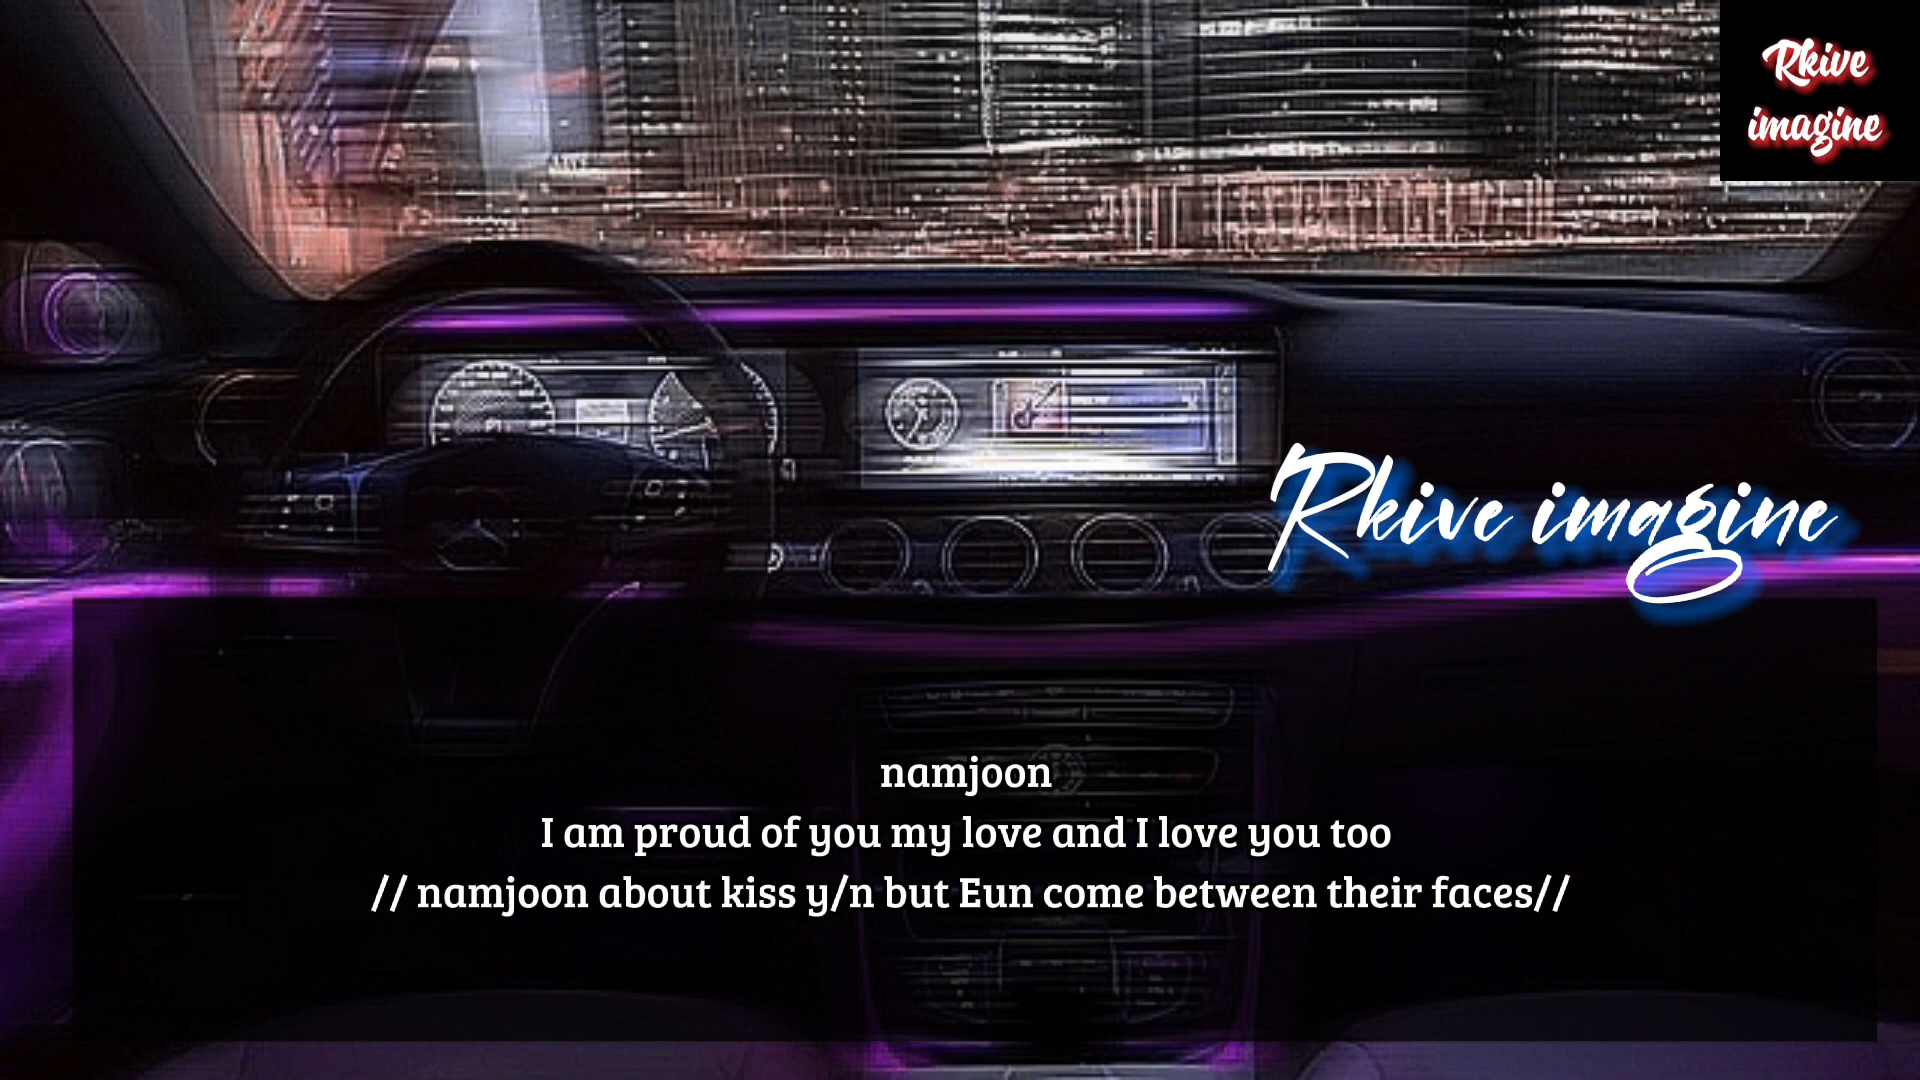 Rkive
imagine
Rkive imagine
namjoon
I am proud of you my love and I love you too
// namjoon about kiss y/n but Eun come between their faces//